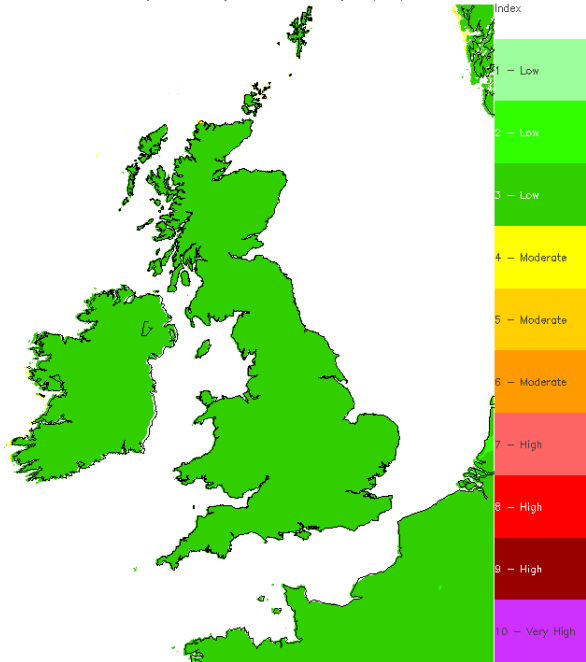 Index
1 - Low
2 - Low
3 - Low
4 - Moderate
5 - Moderate
6 - Moderate
7 - High
8 - High
9 - High
10 - Very High